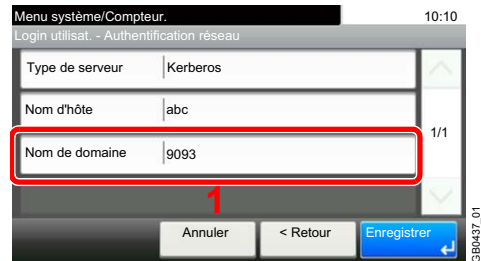 Menu système/Compteur. 10:10
Login utilisat. - Authentification réseau
Type de serveur Kerberos
Nom d'hôte abc
1/1
Nom de domaine 9093
1
Annuler < Retour Enregistrer
GB0437_01